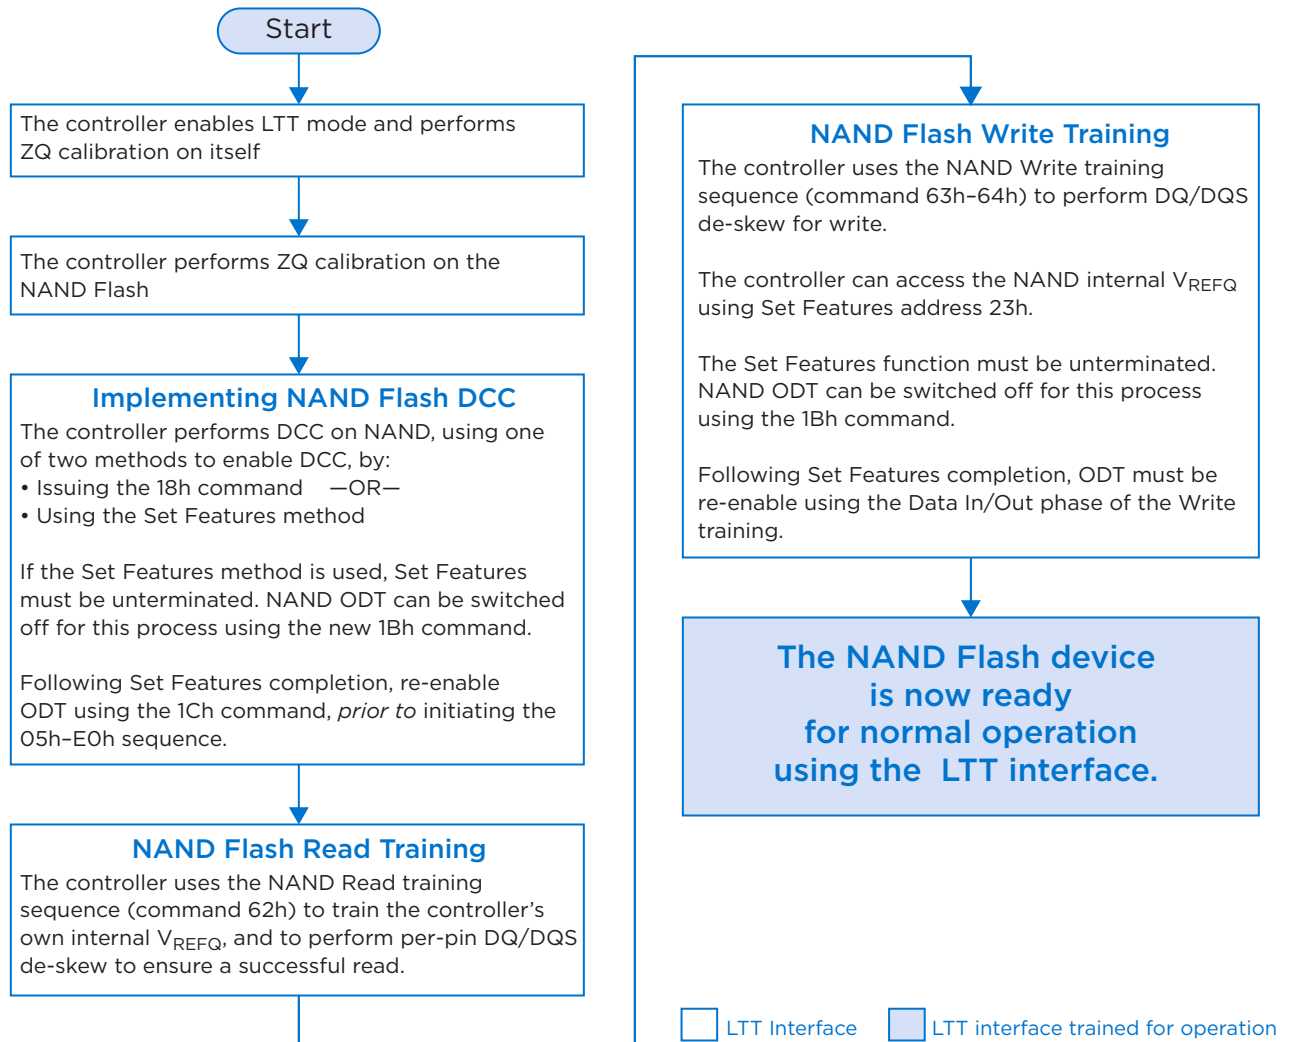 Start
The controller enables LTT mode and performs
ZQ calibration on itself
The controller performs ZQ calibration on the
NAND Flash
Implementing NAND Flash DCC
The controller performs DCC on NAND, using one
of two methods to enable DCC, by:
• Issuing the 18h command —OR—
• Using the Set Features method
If the Set Features method is used, Set Features
must be unterminated. NAND ODT can be switched
off for this process using the new 1Bh command.
Following Set Features completion, re-enable
ODT using the 1Ch command, prior to initiating the
05h–E0h sequence.
NAND Flash Read Training
The controller uses the NAND Read training
sequence (command 62h) to train the controller’s
own internal VREFQ, and to perform per-pin DQ/DQS
de-skew to ensure a successful read.
NAND Flash Write Training
The controller uses the NAND Write training
sequence (command 63h–64h) to perform DQ/DQS
de-skew for write.
The controller can access the NAND internal VREFQ
using Set Features address 23h.
The Set Features function must be unterminated.
NAND ODT can be switched off for this process
using the 1Bh command.
Following Set Features completion, ODT must be
re-enable using the Data In/Out phase of the Write
training.
The NAND Flash device
is now ready
for normal operation
using the LTT interface.
LTT Interface
LTT interface trained for operation